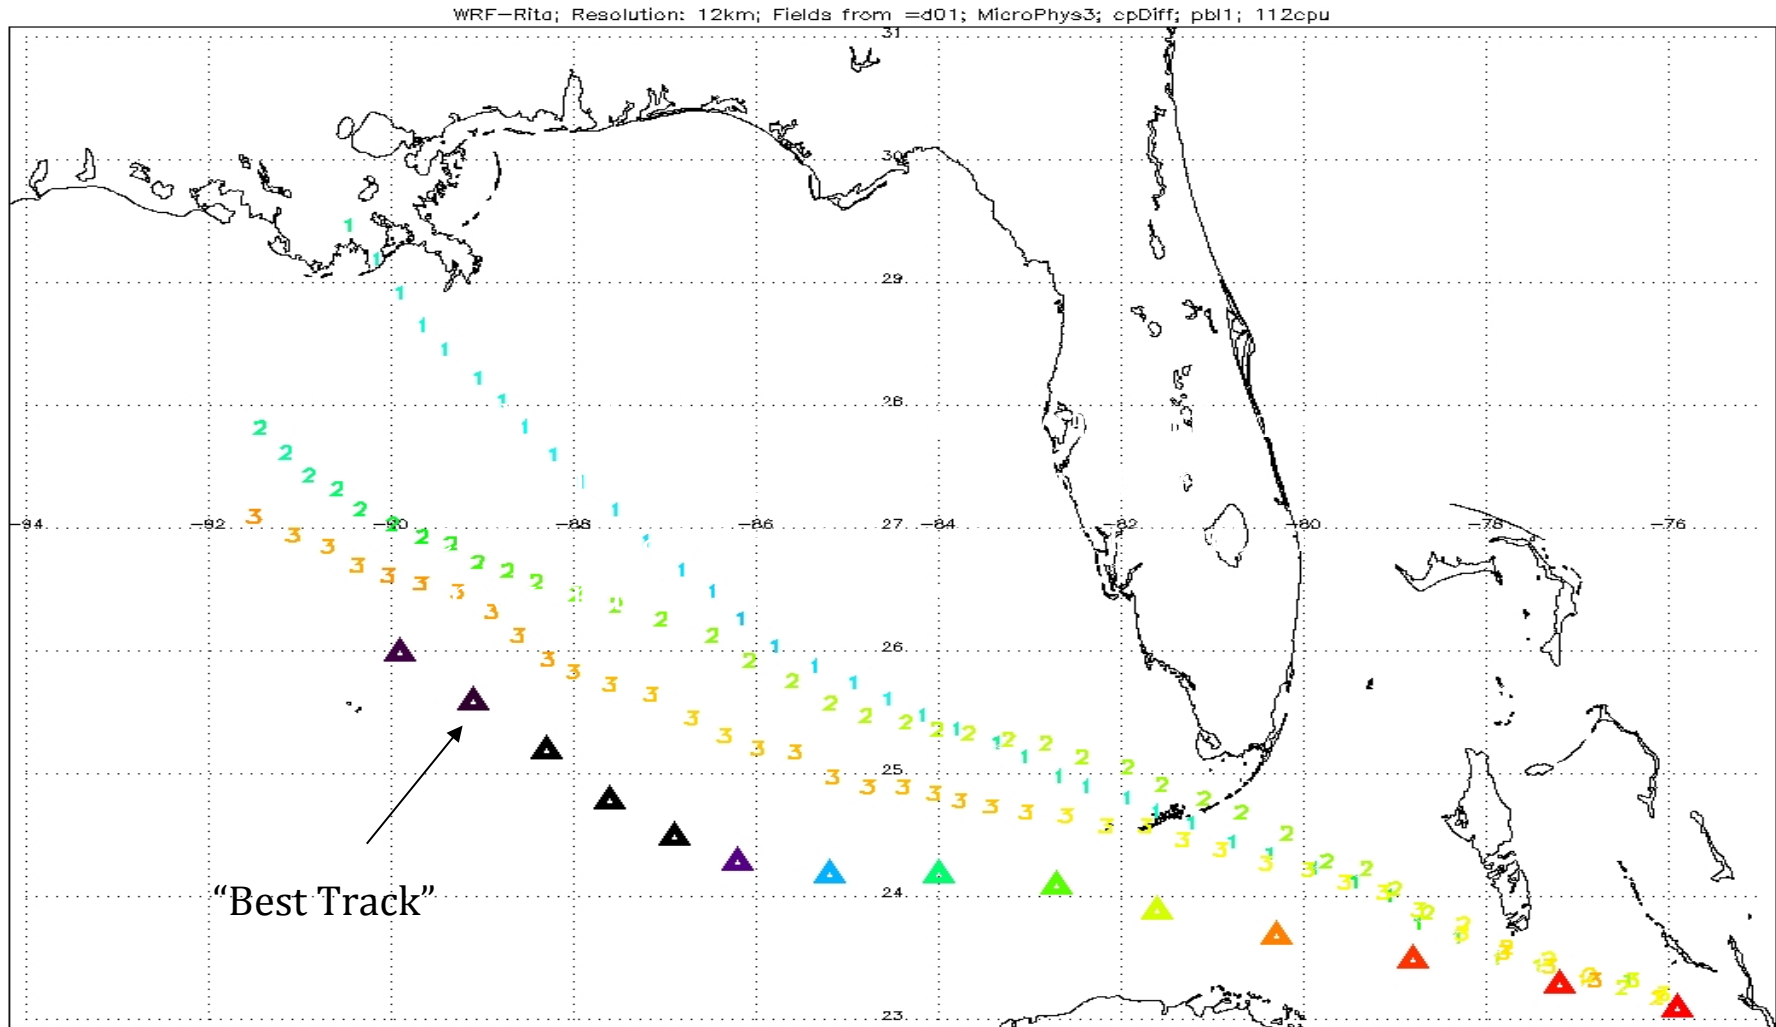 WRF-Rita; Resolution: 12km; Fields from =d01; MicroPhys3; cpDiff; pbl1; 112cpu
31
30
29
28
-94 -92 -90 -88 -86 -84 27 -82 -80 -78 -76
26
25
24
"Best Track"
23